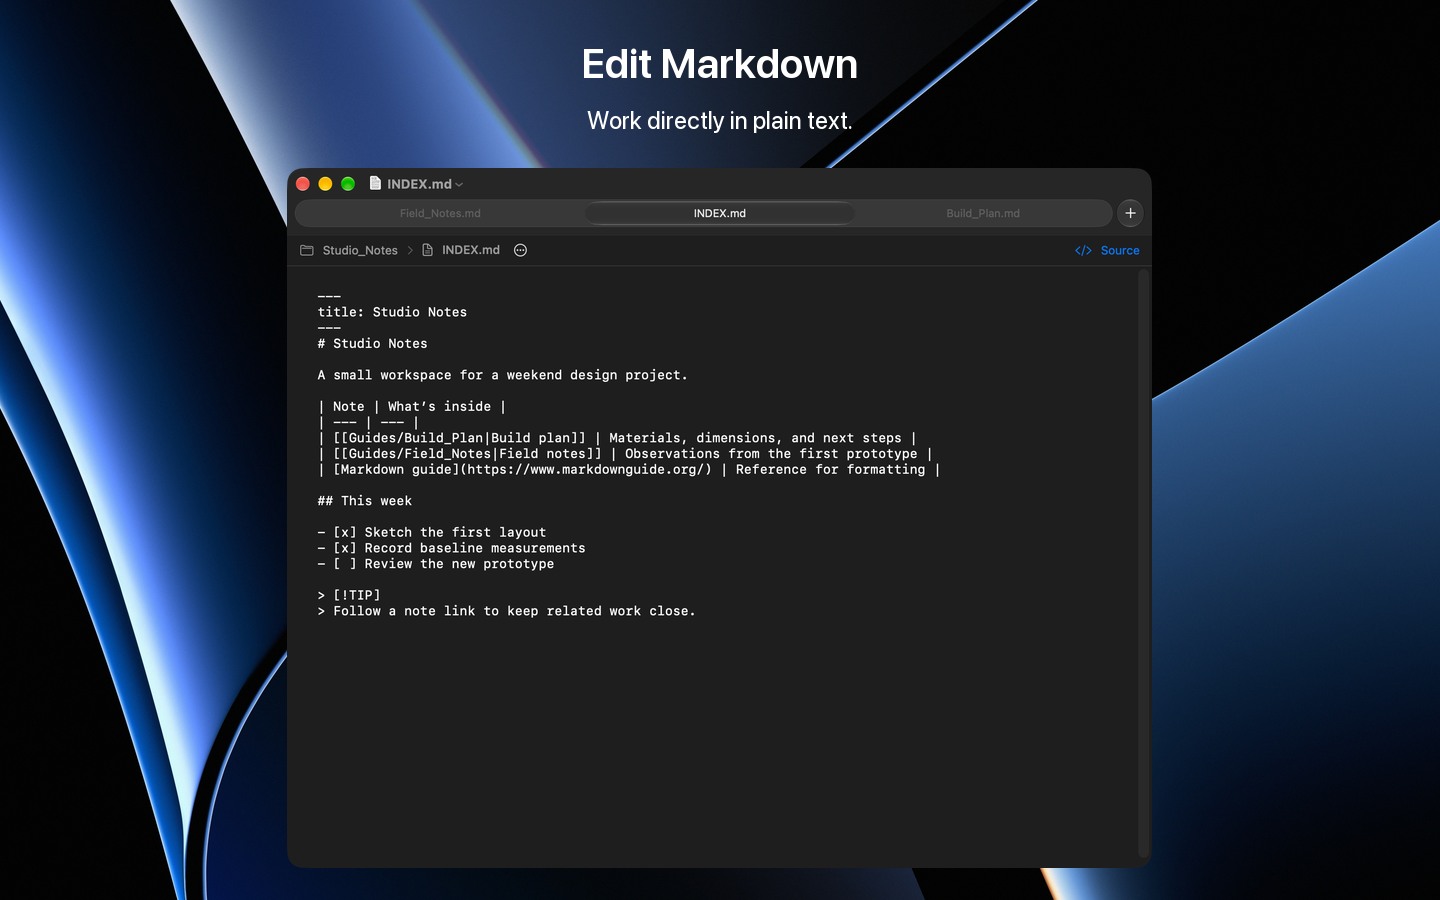 Edit Markdown
Work directly in plain text.
INDEX.md
Field_Notes.md
INDEX.md
Build_Plan.md
+
Studio_Notes > INDEX.md
</> Source
---
title: Studio Notes
---
# Studio Notes
A small workspace for a weekend design project.
| Note | What's inside |
| --- | --- |
| [[Guides/Build_Plan|Build plan]] | Materials, dimensions, and next steps |
| [[Guides/Field_Notes|Field notes]] | Observations from the first prototype |
| [Markdown guide](https://www.markdownguide.org/) | Reference for formatting |
## This week
- [x] Sketch the first layout
- [x] Record baseline measurements
- [ ] Review the new prototype
> [!TIP]
> Follow a note link to keep related work close.